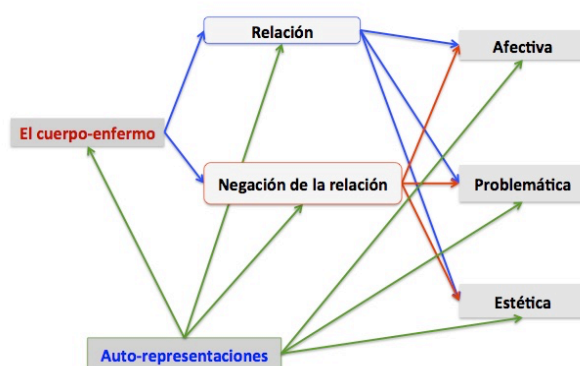 Relación
Afectiva
El cuerpo-enfermo
Negación de la relación
Problemática
Estética
Auto-representaciones